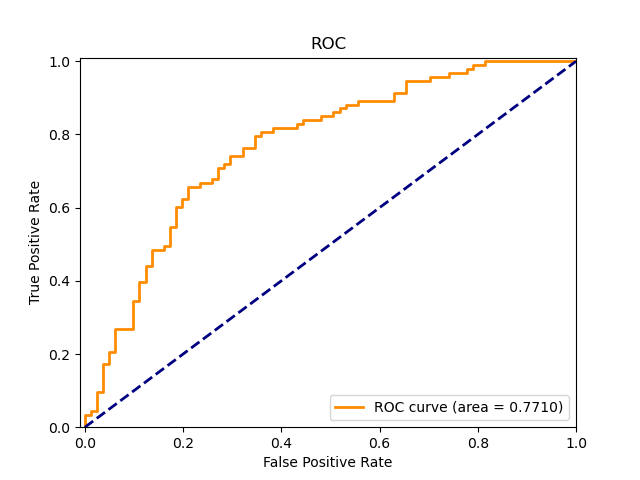 ROC
1.0
0.8
0.6
0.4
0.2
0.0
True Positive Rate
ROC curve (area = 0.7710)
0.0 0.2 0.4 0.6 0.8 1.0
False Positive Rate